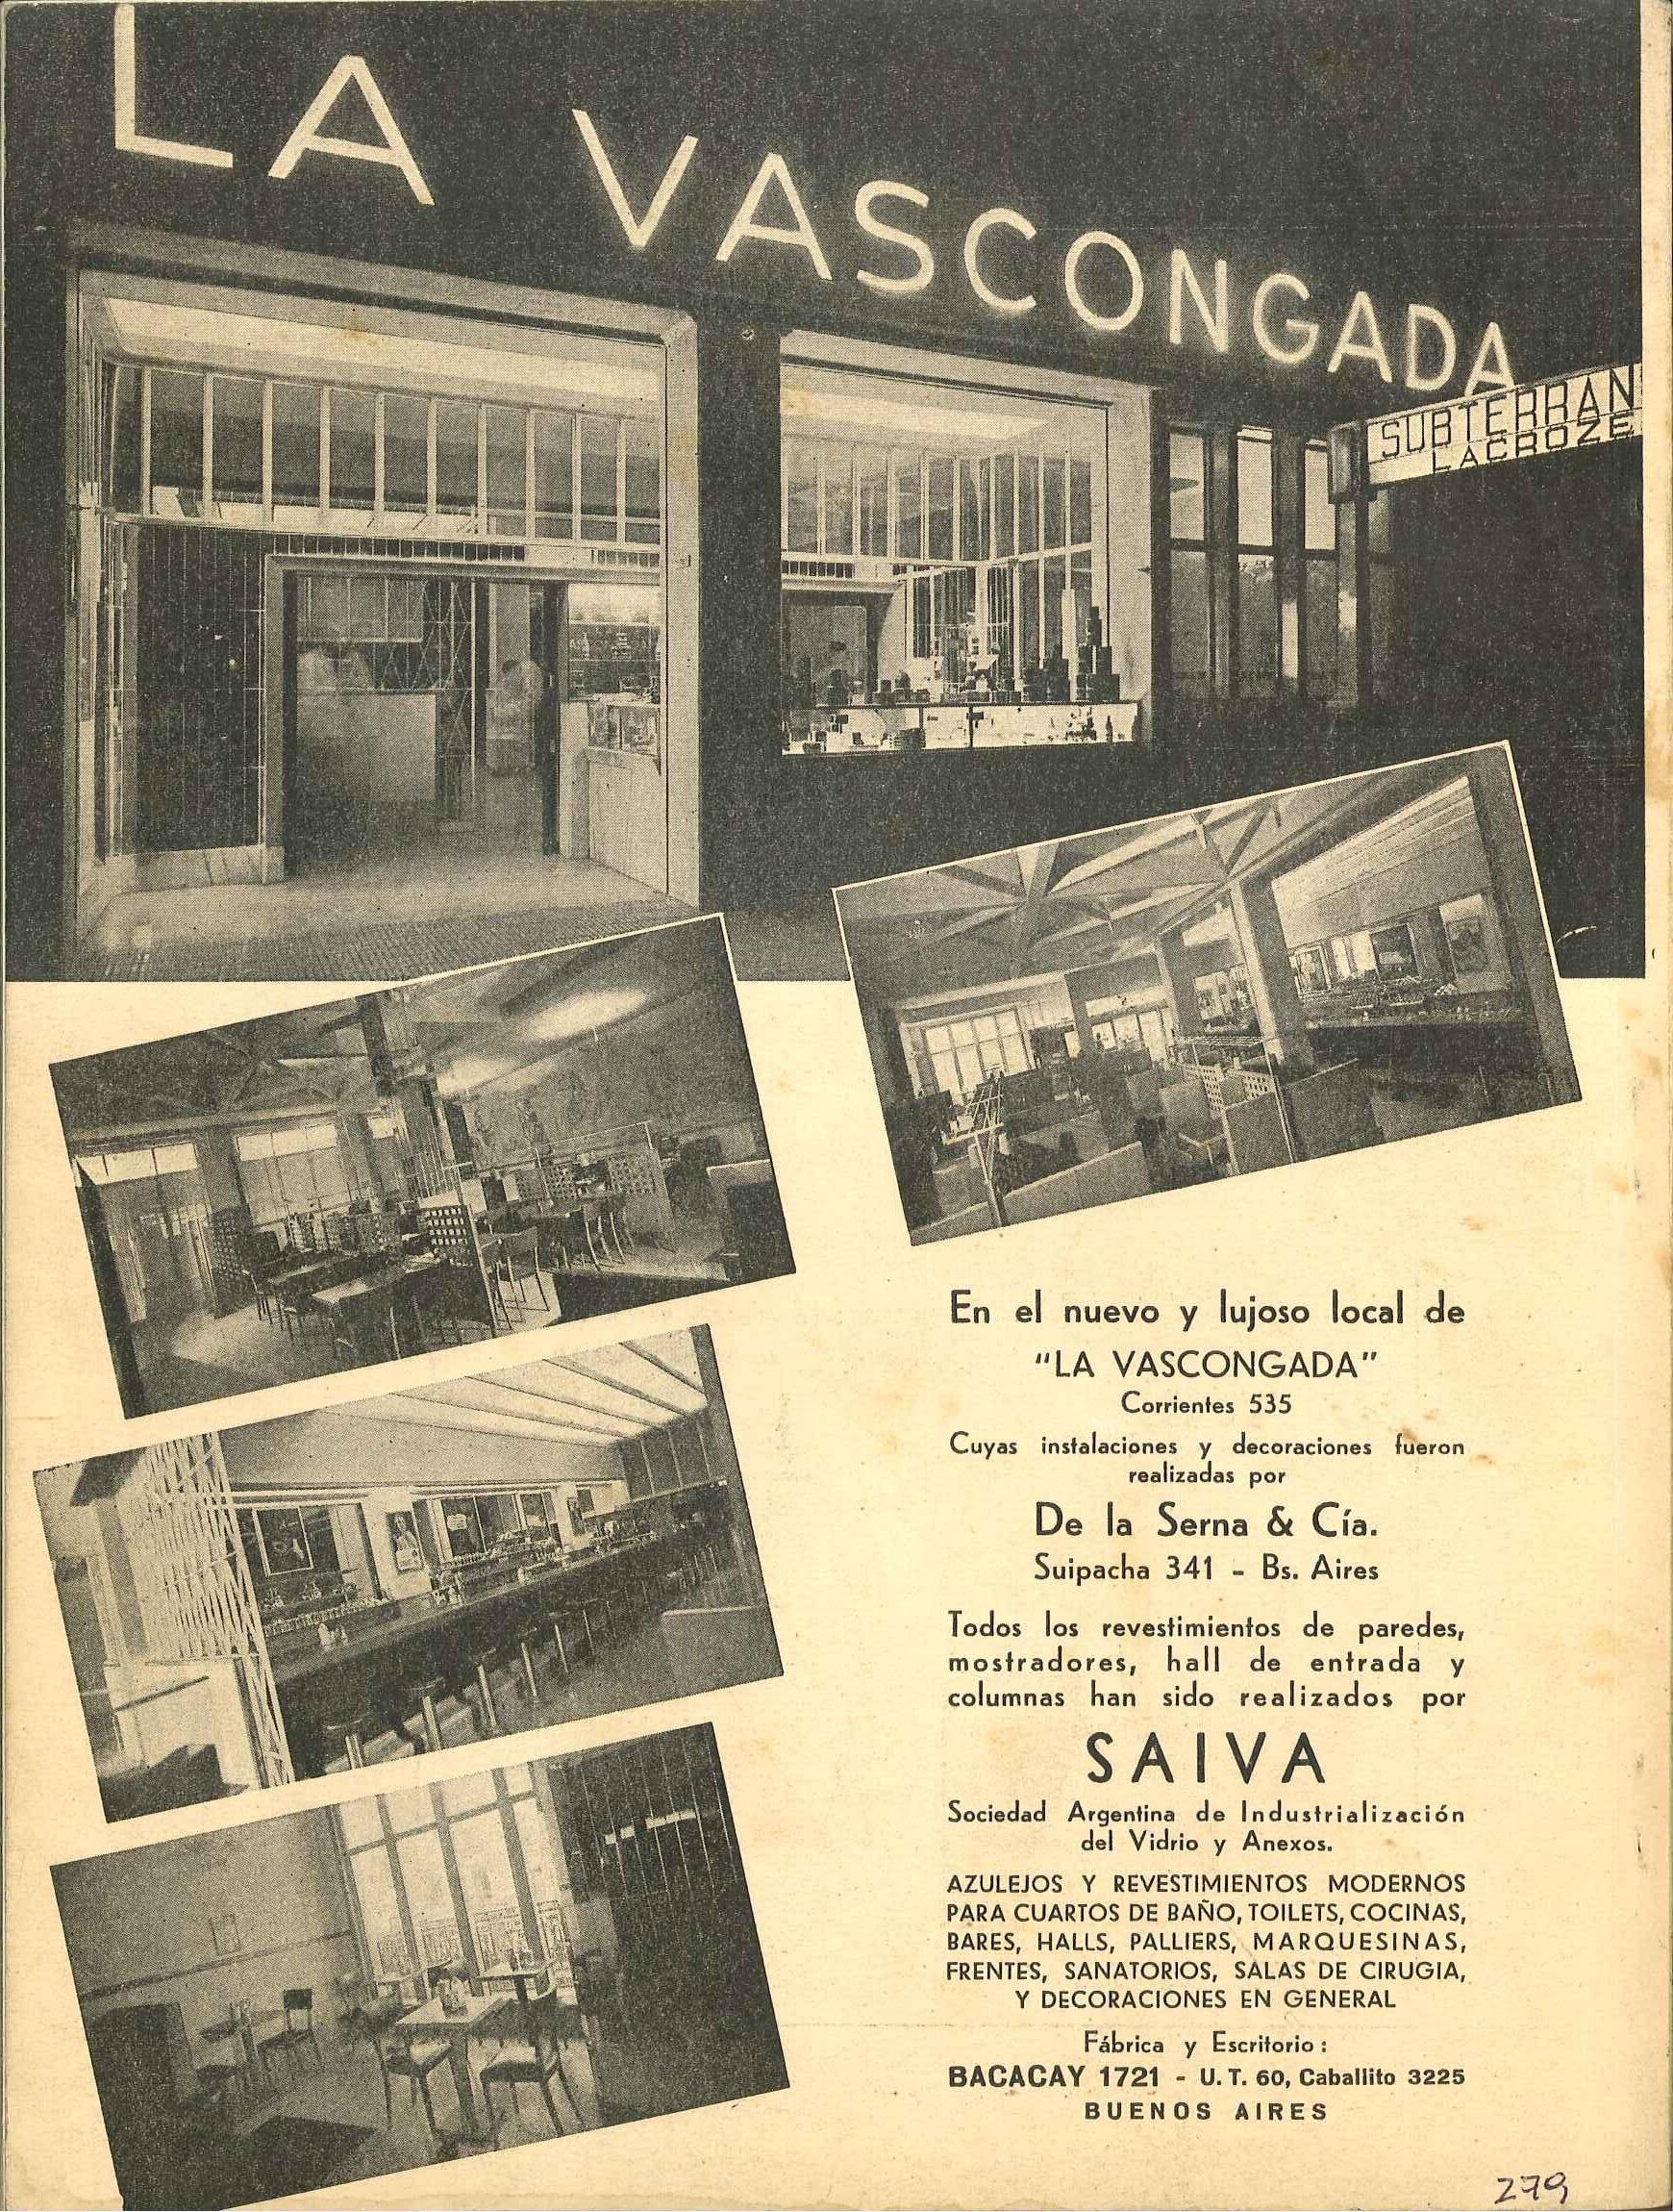 LA VASCONGADA
SUBTERRAN
LACROZE
En el nuevo y lujoso local de
"LA VASCONGADA"
Corrientes 535
Cuyas instalaciones y decoraciones fueron
realizadas por
De la Serna & Cía.
Suipacha 341 - Bs. Aires
Todos los revestimientos de paredes,
mostradores, hall de entrada y
columnas han sido realizados por
SAIVA
Sociedad Argentina de Industrialización
del Vidrio y Anexos.
AZULEJOS Y REVESTIMIENTOS MODERNOS
PARA CUARTOS DE BAÑO, TOILETS, COCINAS,
BARES, HALLS, PALLIERS, MARQUESINAS,
FRENTES, SANATORIOS, SALAS DE CIRUGIA,
Y DECORACIONES EN GENERAL
Fábrica y Escritorio:
BACACAY 1721 - U. T. 60, Caballito 3225
BUENOS AIRES
279